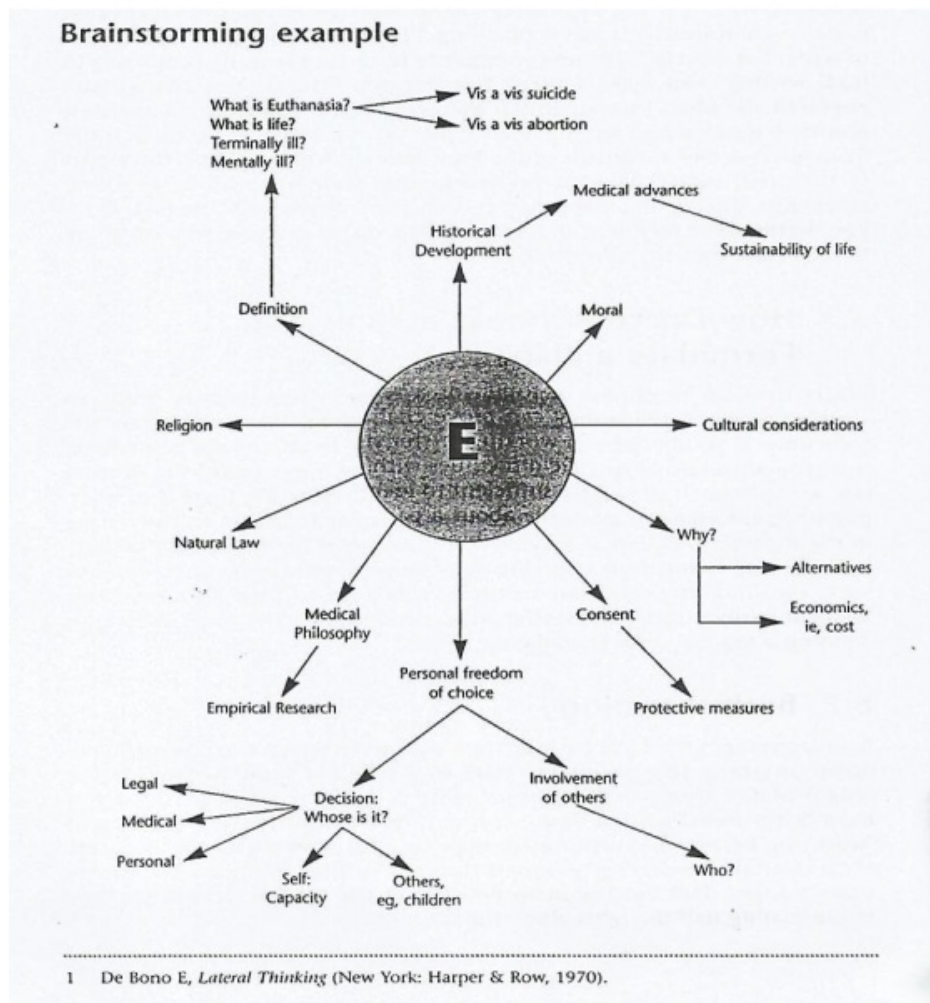 Brainstorming example
What is Euthanasia?
What is life?
Terminally ill?
Mentally ill?
Vis a vis suicide
Vis a vis abortion
Medical advances
Historical
Development
Sustainability of life
Definition
Moral
Religion
E
Cultural considerations
Natural Law
Why?
Alternatives
Economics,
ie, cost
Medical
Philosophy
Consent
Empirical Research
Personal freedom
of choice
Protective measures
Legal
Medical
Personal
Decision:
Whose is it?
Involvement
of others
Self:
Capacity
Others,
eg, children
Who?
1 De Bono E, Lateral Thinking (New York: Harper & Row, 1970).